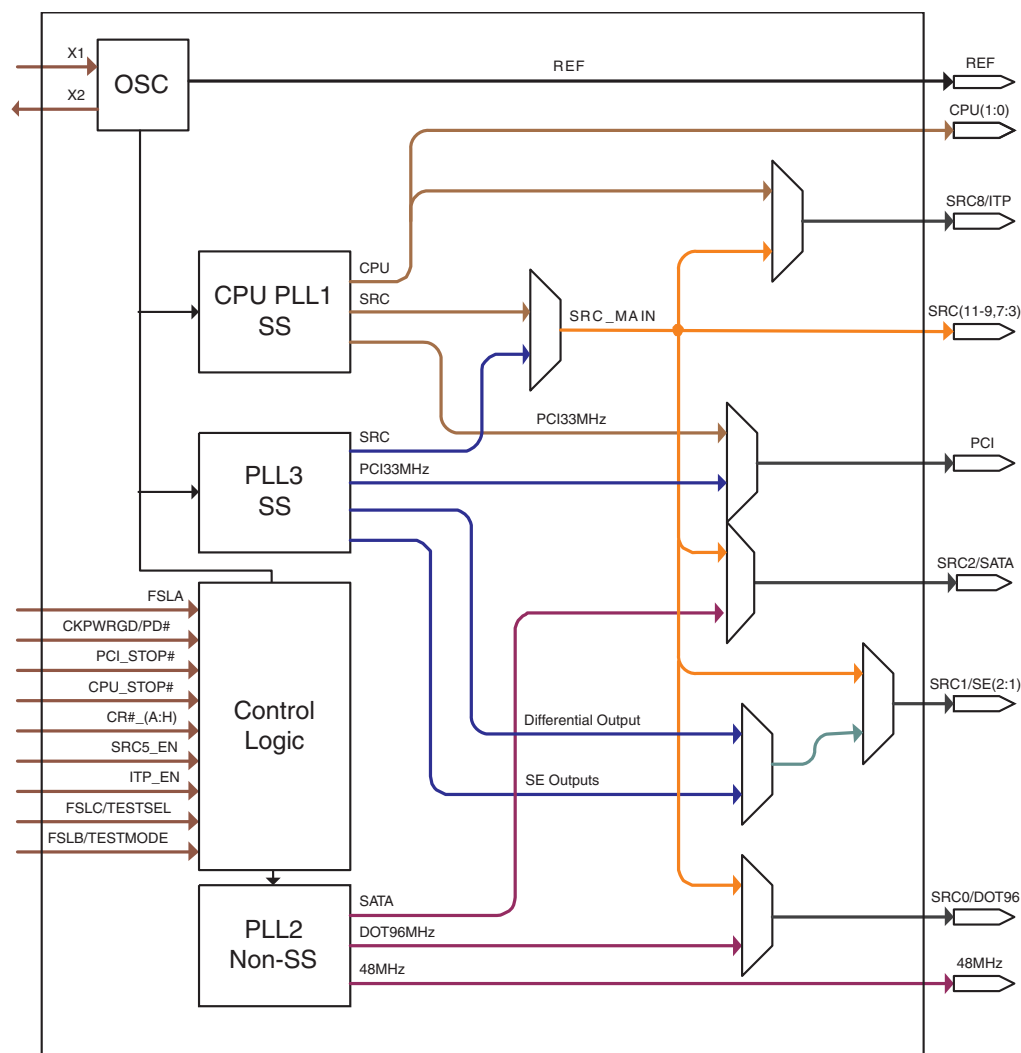 X1
OSC
REF
REF
X2
CPU(1:0)
SRC8/ITP
CPU PLL1
SS
CPU
SRC
SRC_MAIN
SRC(11-9,7:3)
PCI33MHz
PLL3
SS
SRC
PCI33MHz
PCI
SRC2/SATA
FSLA
CKPWRGD/PD#
PCI_STOP#
CPU_STOP#
CR#_(A:H)
SRC5_EN
ITP_EN
FSLC/TESTSEL
FSLB/TESTMODE
Control
Logic
SRC1/SE(2:1)
Differential Output
SE Outputs
PLL2
Non-SS
SATA
DOT96MHz
48MHz
SRC0/DOT96
48MHz